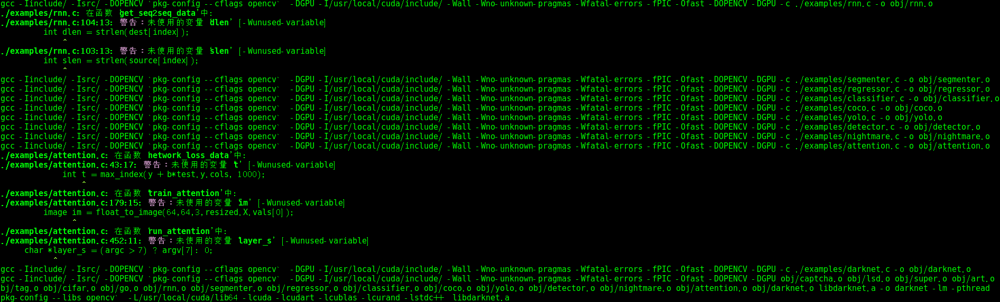 gcc -Iinclude/ -Isrc/ -DOPENCV `pkg-config --cflags opencv`  -DGPU -I/usr/local/cuda/include/ -Wall -Wno-unknown-pragmas -Wfatal-errors -fPIC -Ofast -DOPENCV -DGPU -c ./examples/rnn.c -o obj/rnn.o
./examples/rnn.c: 在函数 ‘get_seq2seq_data’中:
./examples/rnn.c:104:13: 警告：未使用的变量 ‘dlen’ [-Wunused-variable]
         int dlen = strlen(dest[index]);
             ^
./examples/rnn.c:103:13: 警告：未使用的变量 ‘slen’ [-Wunused-variable]
         int slen = strlen(source[index]);
             ^
gcc -Iinclude/ -Isrc/ -DOPENCV `pkg-config --cflags opencv`  -DGPU -I/usr/local/cuda/include/ -Wall -Wno-unknown-pragmas -Wfatal-errors -fPIC -Ofast -DOPENCV -DGPU -c ./examples/segmenter.c -o obj/segmenter.o
gcc -Iinclude/ -Isrc/ -DOPENCV `pkg-config --cflags opencv`  -DGPU -I/usr/local/cuda/include/ -Wall -Wno-unknown-pragmas -Wfatal-errors -fPIC -Ofast -DOPENCV -DGPU -c ./examples/regressor.c -o obj/regressor.o
gcc -Iinclude/ -Isrc/ -DOPENCV `pkg-config --cflags opencv`  -DGPU -I/usr/local/cuda/include/ -Wall -Wno-unknown-pragmas -Wfatal-errors -fPIC -Ofast -DOPENCV -DGPU -c ./examples/classifier.c -o obj/classifier.o
gcc -Iinclude/ -Isrc/ -DOPENCV `pkg-config --cflags opencv`  -DGPU -I/usr/local/cuda/include/ -Wall -Wno-unknown-pragmas -Wfatal-errors -fPIC -Ofast -DOPENCV -DGPU -c ./examples/coco.c -o obj/coco.o
gcc -Iinclude/ -Isrc/ -DOPENCV `pkg-config --cflags opencv`  -DGPU -I/usr/local/cuda/include/ -Wall -Wno-unknown-pragmas -Wfatal-errors -fPIC -Ofast -DOPENCV -DGPU -c ./examples/yolo.c -o obj/yolo.o
gcc -Iinclude/ -Isrc/ -DOPENCV `pkg-config --cflags opencv`  -DGPU -I/usr/local/cuda/include/ -Wall -Wno-unknown-pragmas -Wfatal-errors -fPIC -Ofast -DOPENCV -DGPU -c ./examples/detector.c -o obj/detector.o
gcc -Iinclude/ -Isrc/ -DOPENCV `pkg-config --cflags opencv`  -DGPU -I/usr/local/cuda/include/ -Wall -Wno-unknown-pragmas -Wfatal-errors -fPIC -Ofast -DOPENCV -DGPU -c ./examples/nightmare.c -o obj/nightmare.o
gcc -Iinclude/ -Isrc/ -DOPENCV `pkg-config --cflags opencv`  -DGPU -I/usr/local/cuda/include/ -Wall -Wno-unknown-pragmas -Wfatal-errors -fPIC -Ofast -DOPENCV -DGPU -c ./examples/attention.c -o obj/attention.o
./examples/attention.c: 在函数 ‘network_loss_data’中:
./examples/attention.c:43:17: 警告：未使用的变量 ‘t’ [-Wunused-variable]
             int t = max_index(y + b*test.y.cols, 1000);
                 ^
./examples/attention.c: 在函数 ‘train_attention’中:
./examples/attention.c:179:15: 警告：未使用的变量 ‘im’ [-Wunused-variable]
         image im = float_to_image(64,64,3,resized.X.vals[0]);
               ^
./examples/attention.c: 在函数 ‘run_attention’中:
./examples/attention.c:452:11: 警告：未使用的变量 ‘layer_s’ [-Wunused-variable]
     char *layer_s = (argc > 7) ? argv[7]: 0;
           ^
gcc -Iinclude/ -Isrc/ -DOPENCV `pkg-config --cflags opencv`  -DGPU -I/usr/local/cuda/include/ -Wall -Wno-unknown-pragmas -Wfatal-errors -fPIC -Ofast -DOPENCV -DGPU -c ./examples/darknet.c -o obj/darknet.o
gcc -Iinclude/ -Isrc/ -DOPENCV `pkg-config --cflags opencv`  -DGPU -I/usr/local/cuda/include/ -Wall -Wno-unknown-pragmas -Wfatal-errors -fPIC -Ofast -DOPENCV -DGPU obj/captcha.o obj/lsd.o obj/super.o obj/art.o
bj/tag.o obj/cifar.o obj/go.o obj/rnn.o obj/segmenter.o obj/regressor.o obj/classifier.o obj/coco.o obj/yolo.o obj/detector.o obj/nightmare.o obj/attention.o obj/darknet.o libdarknet.a -o darknet -lm -pthread
pkg-config --libs opencv`  -L/usr/local/cuda/lib64 -lcuda -lcudart -lcublas -lcurand -lstdc++  libdarknet.a